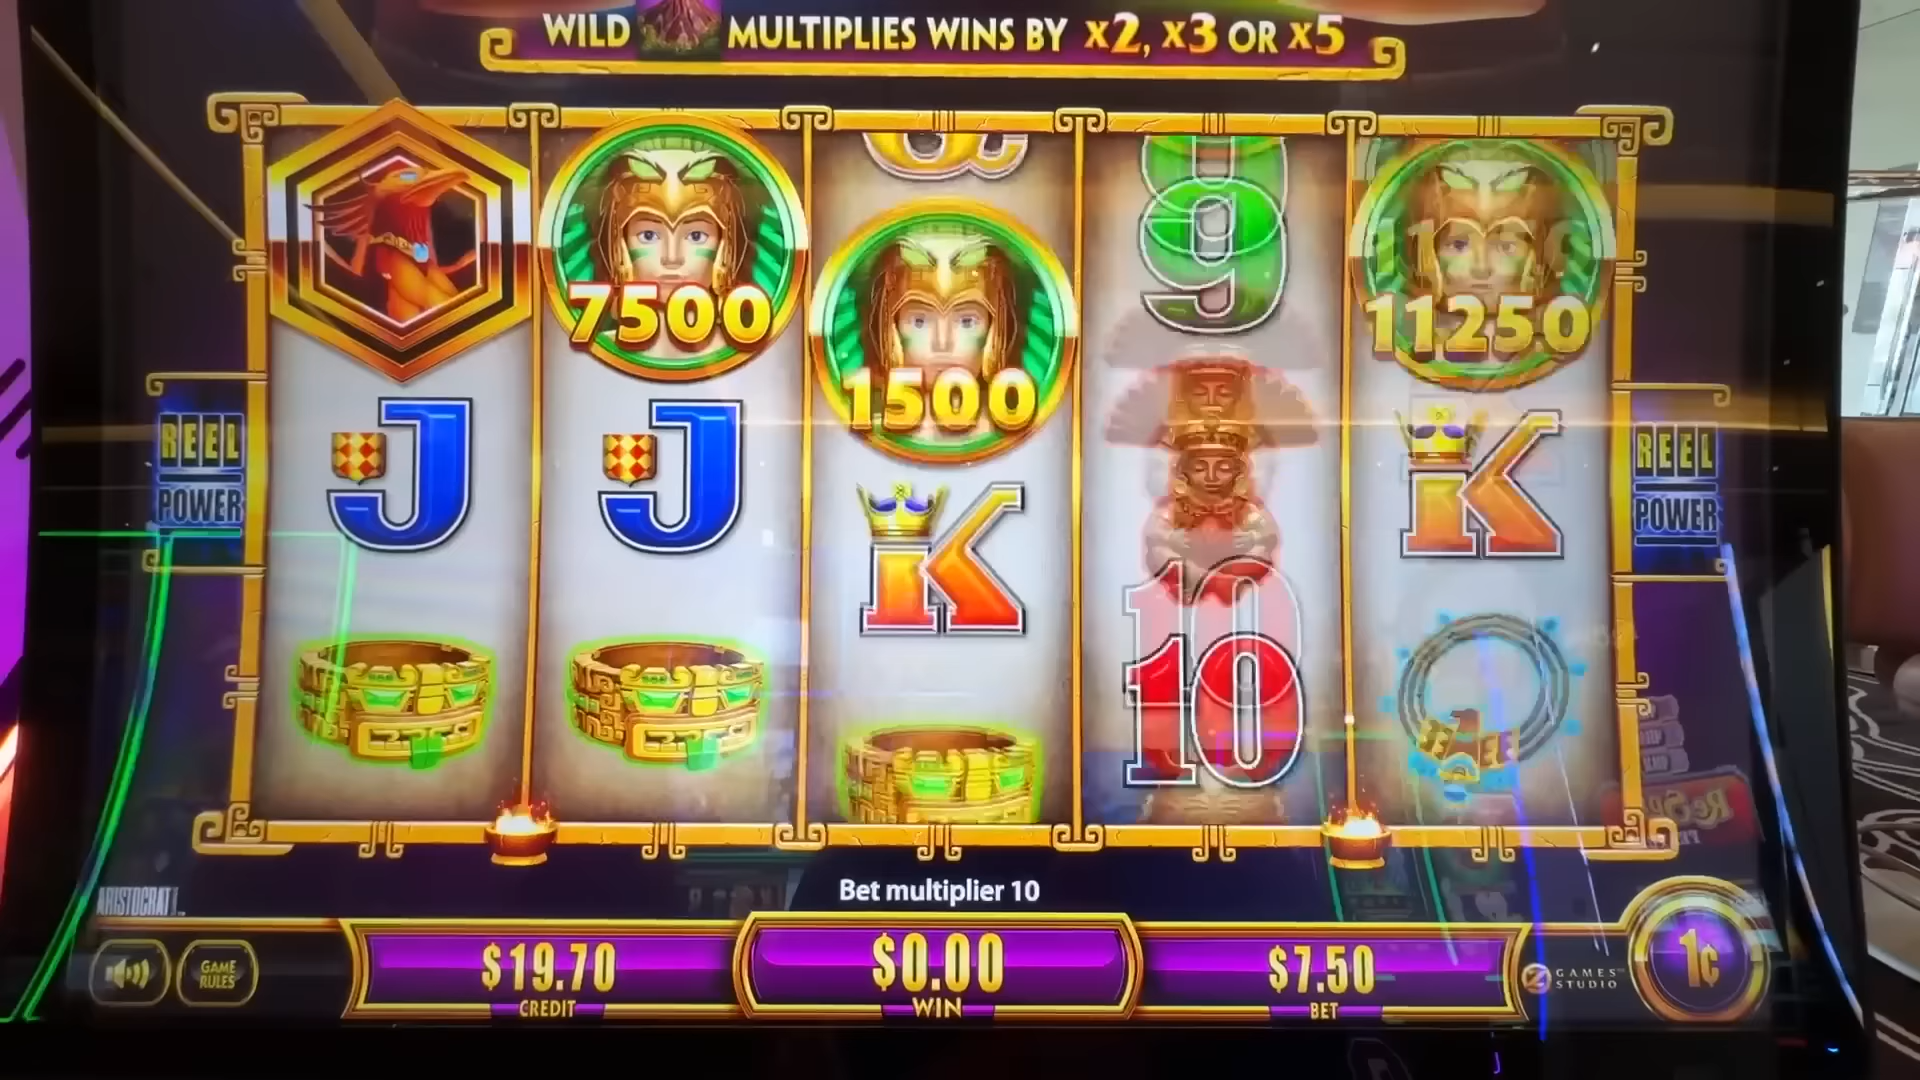 WILD MULTIPLIES WINS BY x2, x3 OR x5
7500
1500
9
11250
J
J
K
K
10
10
REEL
POWER
REEL
POWER
ARISTOCRAT
Bet multiplier 10
GAME
RULES
$19.70
CREDIT
$0.00
WIN
$7.50
BET
GAMES
STUDIO
1¢